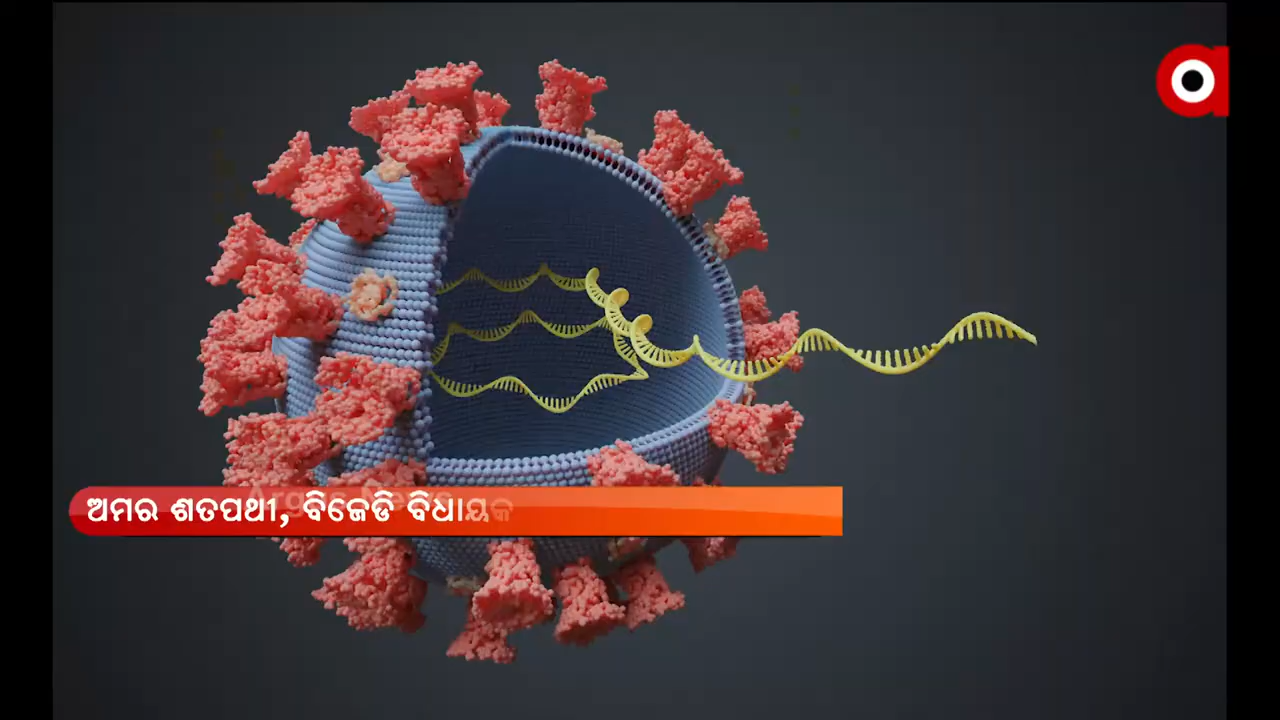 ଅମର ଶତପଥୀ, ବିଜେଡି ବିଧାୟକ